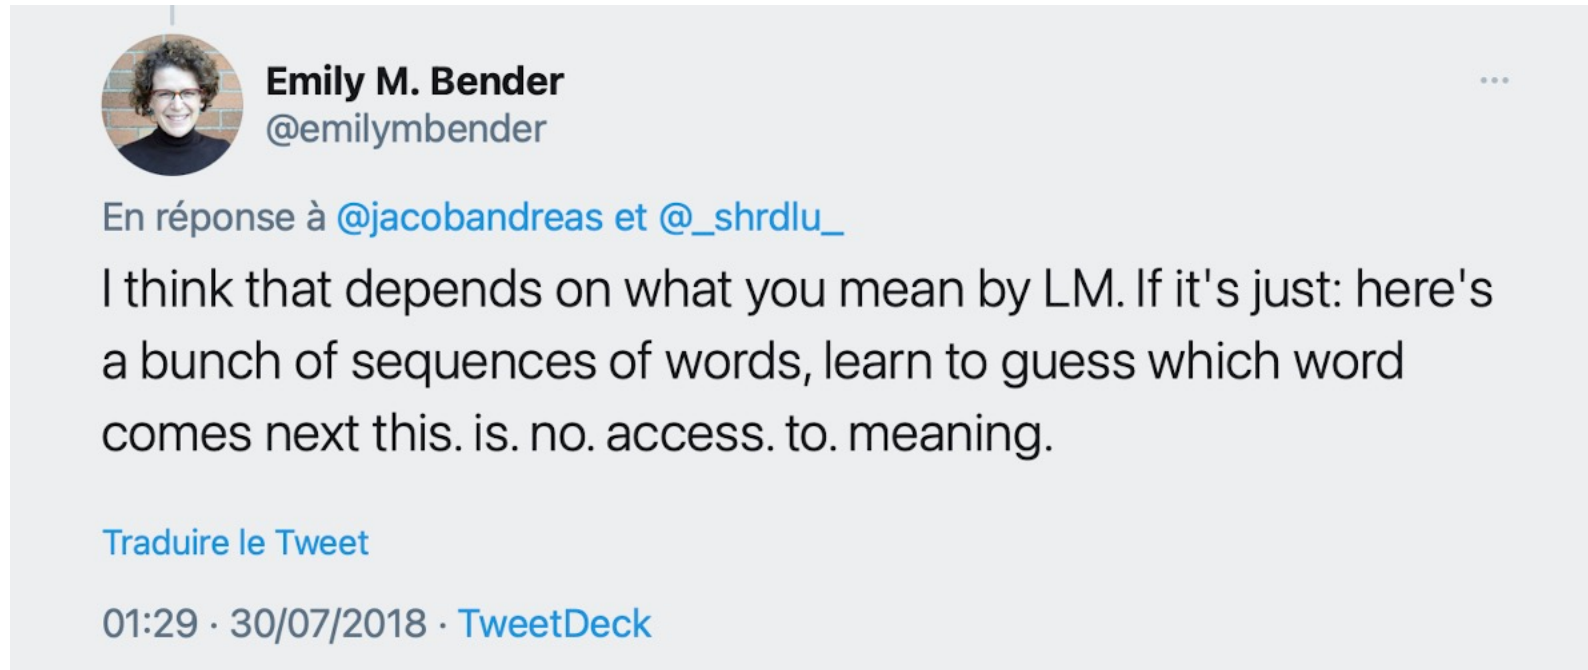 Emily M. Bender
@emilymbender
En réponse à @jacobandreas et @_shrdlu_
I think that depends on what you mean by LM. If it's just: here's
a bunch of sequences of words, learn to guess which word
comes next this. is. no. access. to. meaning.
Traduire le Tweet
01:29 · 30/07/2018 · TweetDeck